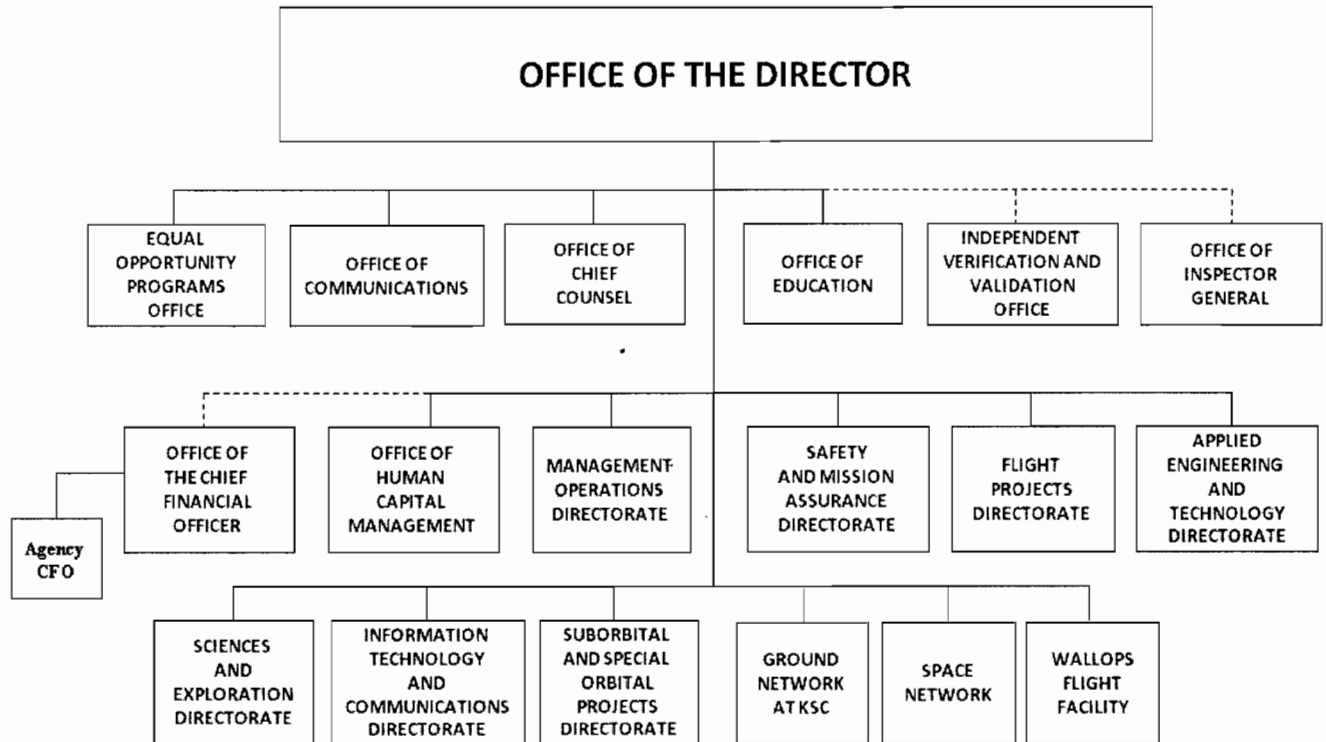 OFFICE OF THE DIRECTOR
EQUAL
OPPORTUNITY
PROGRAMS
OFFICE
OFFICE OF
COMMUNICATIONS
OFFICE OF
CHIEF
COUNSEL
OFFICE OF
EDUCATION
INDEPENDENT
VERIFICATION AND
VALIDATION
OFFICE
OFFICE OF
INSPECTOR
GENERAL
OFFICE OF
THE CHIEF
FINANCIAL
OFFICER
Agency
CFO
OFFICE OF
HUMAN
CAPITAL
MANAGEMENT
MANAGEMENT
OPERATIONS
DIRECTORATE
SAFETY
AND MISSION
ASSURANCE
DIRECTORATE
FLIGHT
PROJECTS
DIRECTORATE
APPLIED
ENGINEERING
AND
TECHNOLOGY
DIRECTORATE
SCIENCES
AND
EXPLORATION
DIRECTORATE
INFORMATION
TECHNOLOGY
AND
COMMUNICATIONS
DIRECTORATE
SUBORBITAL
AND SPECIAL
ORBITAL
PROJECTS
DIRECTORATE
GROUND
NETWORK
AT KSC
SPACE
NETWORK
WALLOPS
FLIGHT
FACILITY